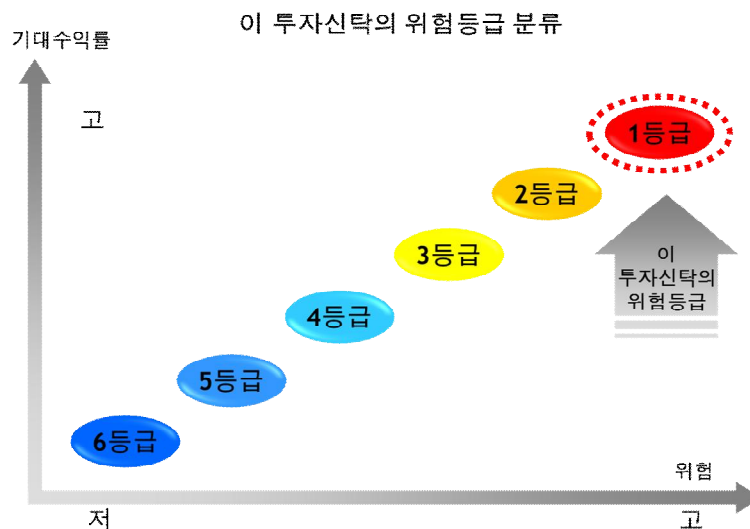 이 투자신탁의 위험등급 분류
기대수익률
고
1등급
2등급
3등급
이
투자신탁의
위험등급
4등급
5등급
6등급
위험
저
고